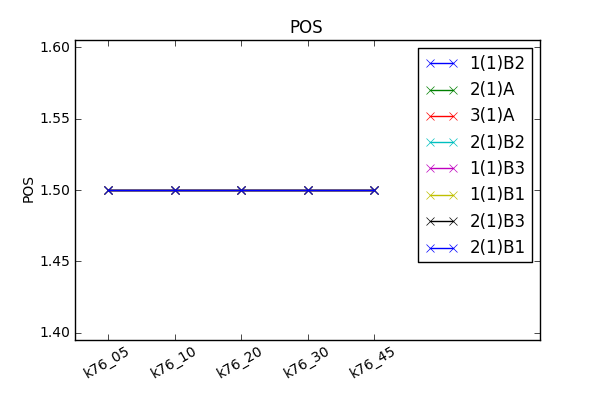 POS
1.60
1.55
1.50
1.45
1.40
POS
k76_05
k76_10
k76_20
k76_30
k76_45
1(1)B2
2(1)A
3(1)A
2(1)B2
1(1)B3
1(1)B1
2(1)B3
2(1)B1